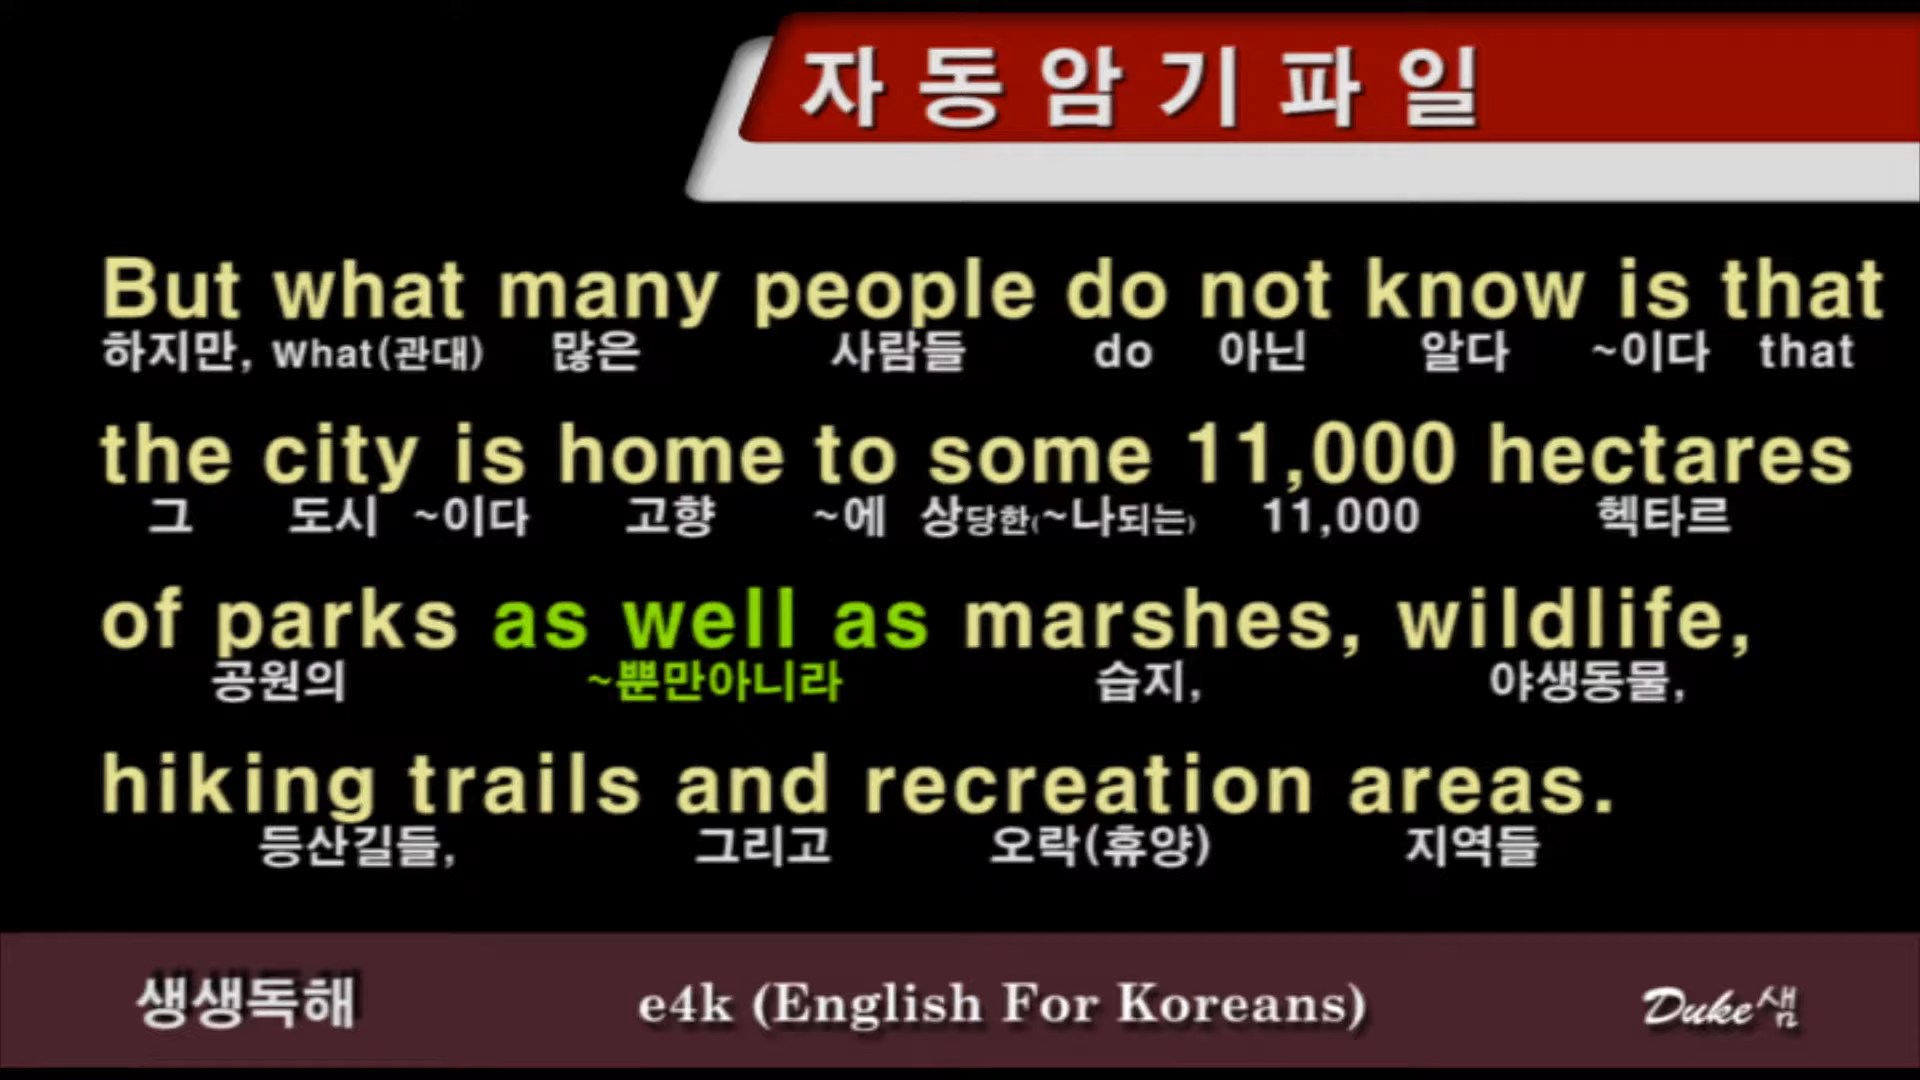 자동암기파일
But what many people do not know is that
하지만, What(관대) 많은 사람들 do 아닌 알다 ~이다 that
the city is home to some 11,000 hectares
그 도시 ~이다 고향 ~에 상당한(~나되는) 11,000 헥타르
of parks as well as marshes, wildlife,
공원의 ~뿐만아니라 습지, 야생동물,
hiking trails and recreation areas.
등산길들, 그리고 오락(휴양) 지역들
생생독해 e4k (English For Koreans) Duke샘